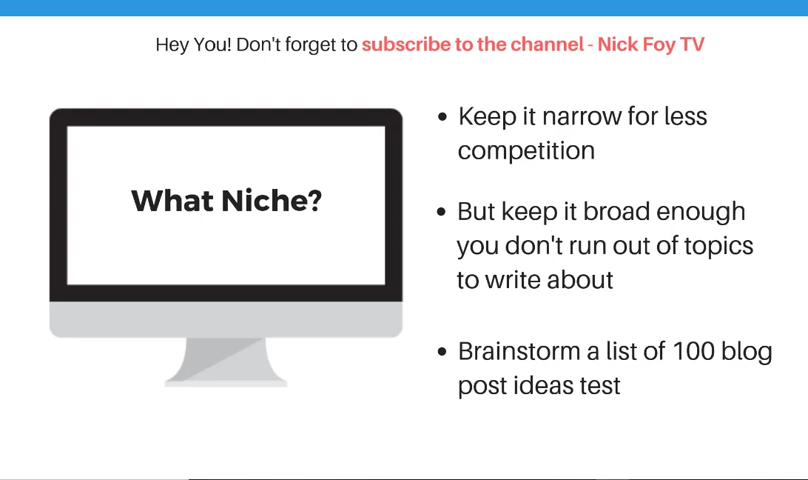 Hey You! Don't forget to subscribe to the channel - Nick Foy TV
What Niche?
• Keep it narrow for less
competition
• But keep it broad enough
you don't run out of topics
to write about
• Brainstorm a list of 100 blog
post ideas test